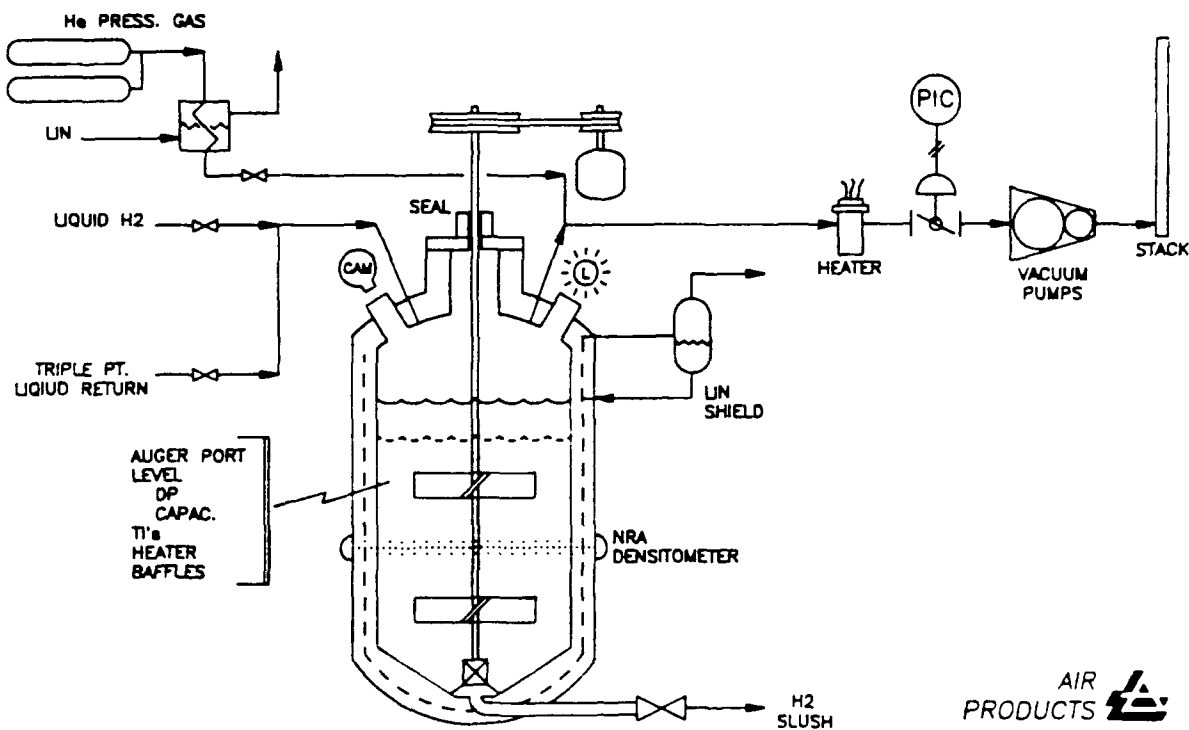 He PRESS. GAS
LIN
PIC
SEAL
LIQUID H2
CAM
L
HEATER
VACUUM
PUMPS
STACK
TRIPLE PT.
LIQIUD RETURN
LIN
SHIELD
AUGER PORT
LEVEL
DP
CAPAC.
TI's
HEATER
BAFFLES
NRA
DENSITOMETER
H2
SLUSH
AIR
PRODUCTS